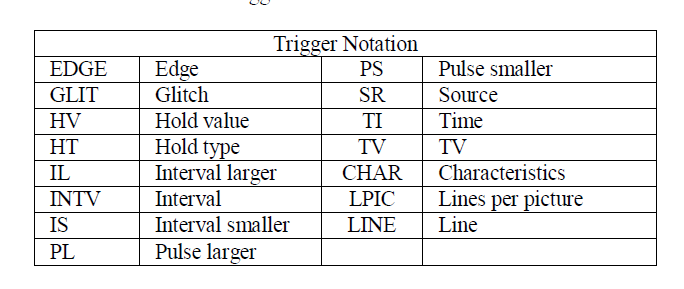 Trigger Notation
EDGE Edge PS Pulse smaller
GLIT Glitch SR Source
HV Hold value TI Time
HT Hold type TV TV
IL Interval larger CHAR Characteristics
INTV Interval LPIC Lines per picture
IS Interval smaller LINE Line
PL Pulse larger